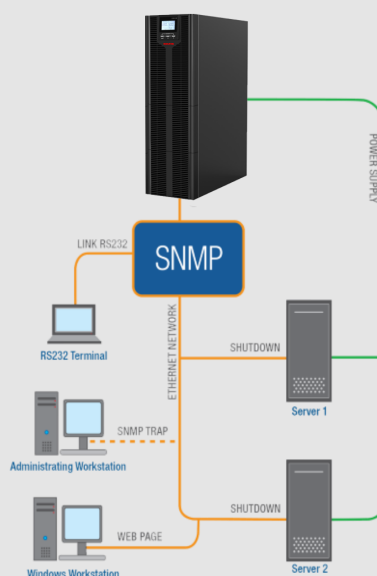 POWER SUPPLY
LINK RS232
SNMP
RS232 Terminal
ETHERNET NETWORK
SHUTDOWN
Server 1
SNMP TRAP
Administrating Workstation
SHUTDOWN
WEB PAGE
Server 2
Windows Workstation